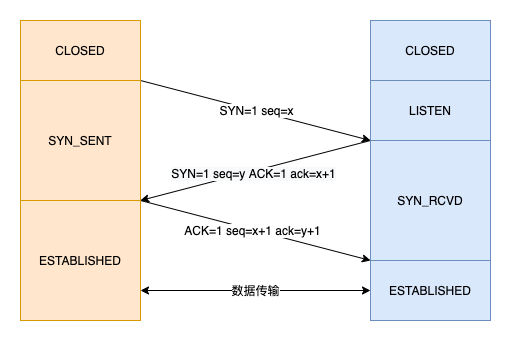 CLOSED
CLOSED
SYN=1 seq=x
LISTEN
SYN_SENT
SYN=1 seq=y ACK=1 ack=x+1
SYN_RCVD
ACK=1 seq=x+1 ack=y+1
ESTABLISHED
数据传输
ESTABLISHED